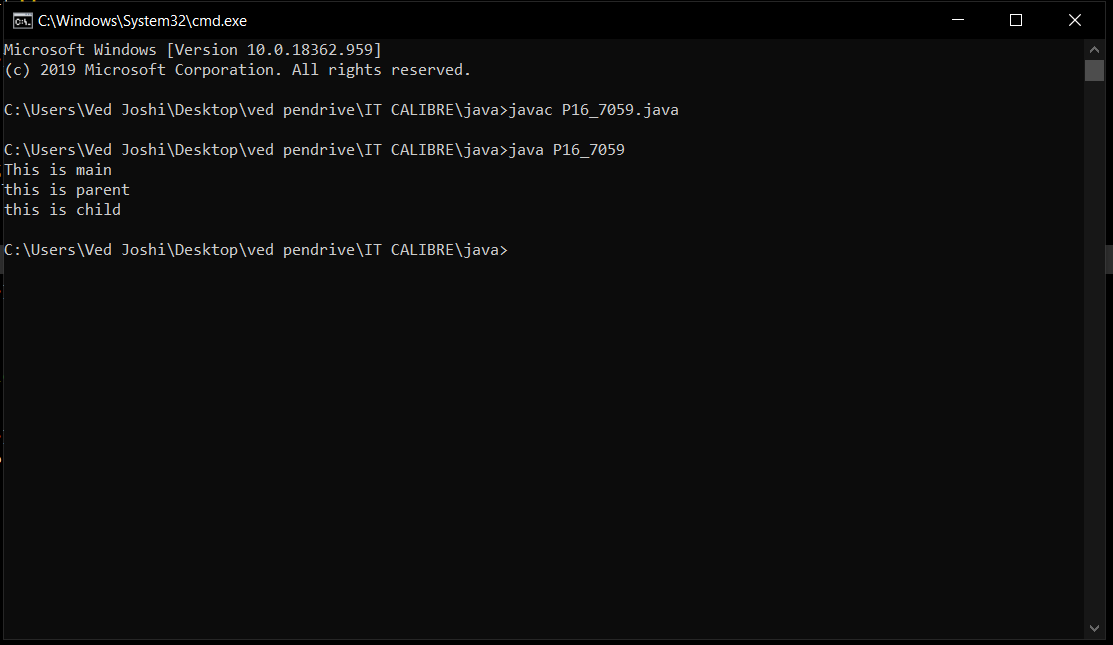 C:\Windows\System32\cmd.exe
Microsoft Windows [Version 10.0.18362.959]
(c) 2019 Microsoft Corporation. All rights reserved.
C:\Users\Ved Joshi\Desktop\ved pendrive\IT CALIBRE\java>javac P16_7059.java
C:\Users\Ved Joshi\Desktop\ved pendrive\IT CALIBRE\java>java P16_7059
This is main
this is parent
this is child
C:\Users\Ved Joshi\Desktop\ved pendrive\IT CALIBRE\java>